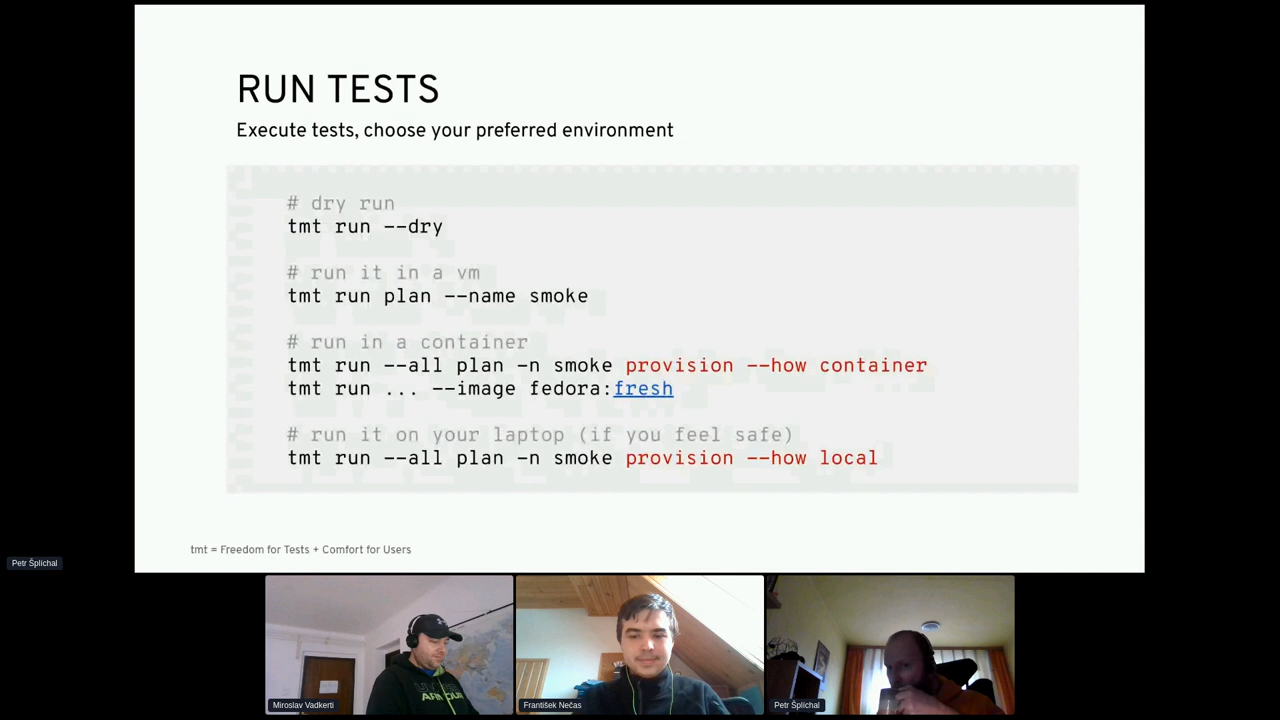 RUN TESTS
Execute tests, choose your preferred environment
# dry run
tmt run --dry
# run it in a vm
tmt run plan --name smoke
# run in a container
tmt run --all plan -n smoke provision --how container
tmt run ... --image fedora:fresh
# run it on your laptop (if you feel safe)
tmt run --all plan -n smoke provision --how local
tmt = Freedom for Tests + Comfort for Users
Petr Šplíchal
Miroslav Vadkerti
František Nečas
Petr Šplíchal